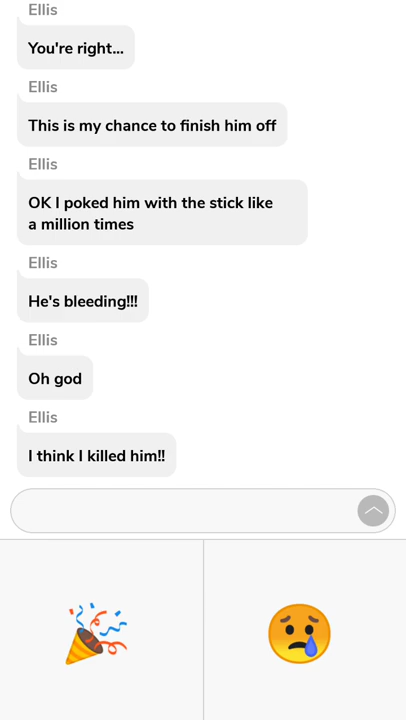 Ellis
You're right...
Ellis
This is my chance to finish him off
Ellis
OK I poked him with the stick like
a million times
Ellis
He's bleeding!!!
Ellis
Oh god
Ellis
I think I killed him!!